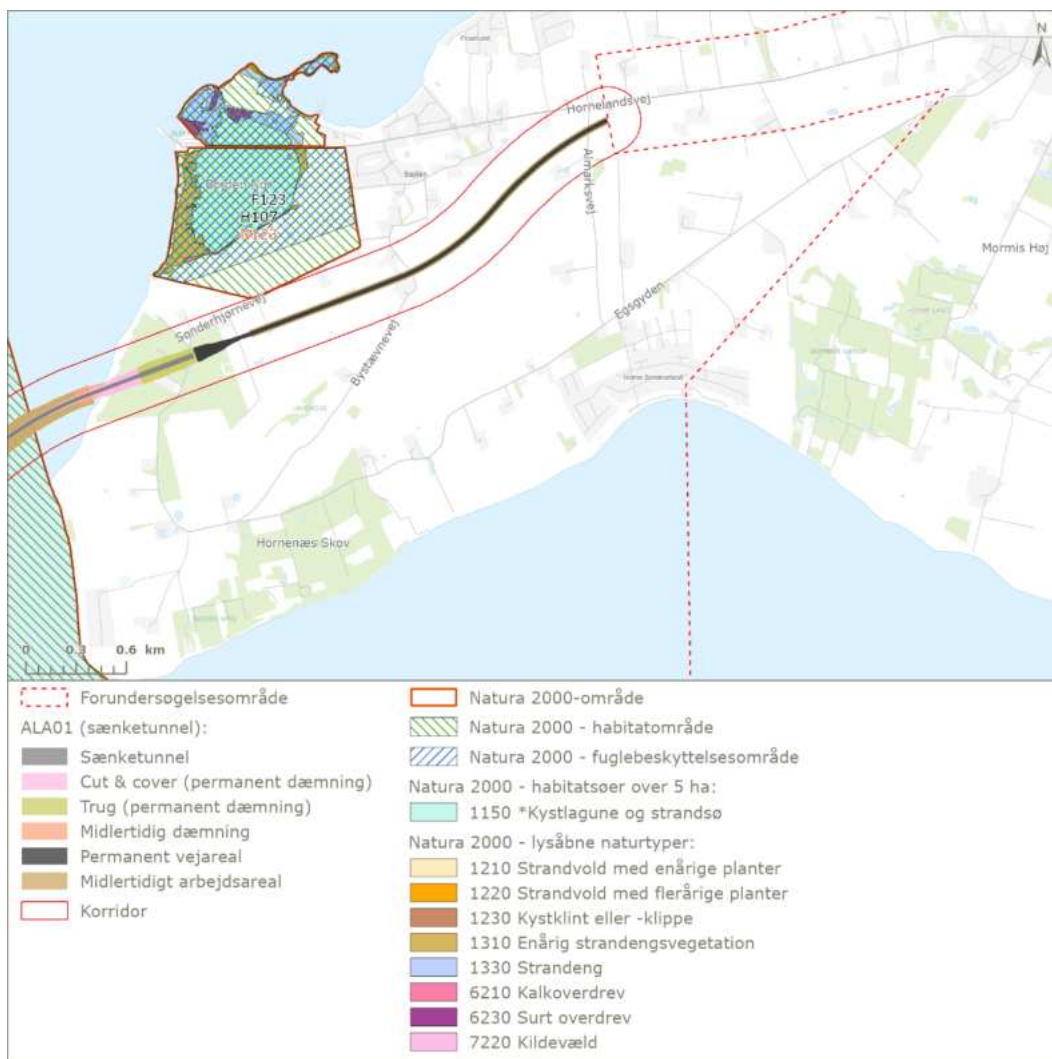 N
Hornelandsvej
Almarksvej
F123
H107
Mormis Høj
Sønderhjørnevej
Egsgyden
Bystævnevej
Hornenæs Skov
0
0.3
0.6 km
Forundersøgelsesområde
ALA01 (sænketunnel):
Sænketunnel
Cut & cover (permanent dæmning)
Trug (permanent dæmning)
Midlertidig dæmning
Permanent vejareal
Midlertidigt arbejdsareal
Korridor
Natura 2000-område
Natura 2000 - habitatområde
Natura 2000 - fuglebeskyttelsesområde
Natura 2000 - habitatsøer over 5 ha:
1150 *Kystlagune og strandsø
Natura 2000 - lysåbne naturtyper:
1210 Strandvold med enårige planter
1220 Strandvold med flerårige planter
1230 Kystklint eller -klippe
1310 Enårig strandengsvegetation
1330 Strandeng
6210 Kalkoverdrev
6230 Surt overdrev
7220 Kildevæld